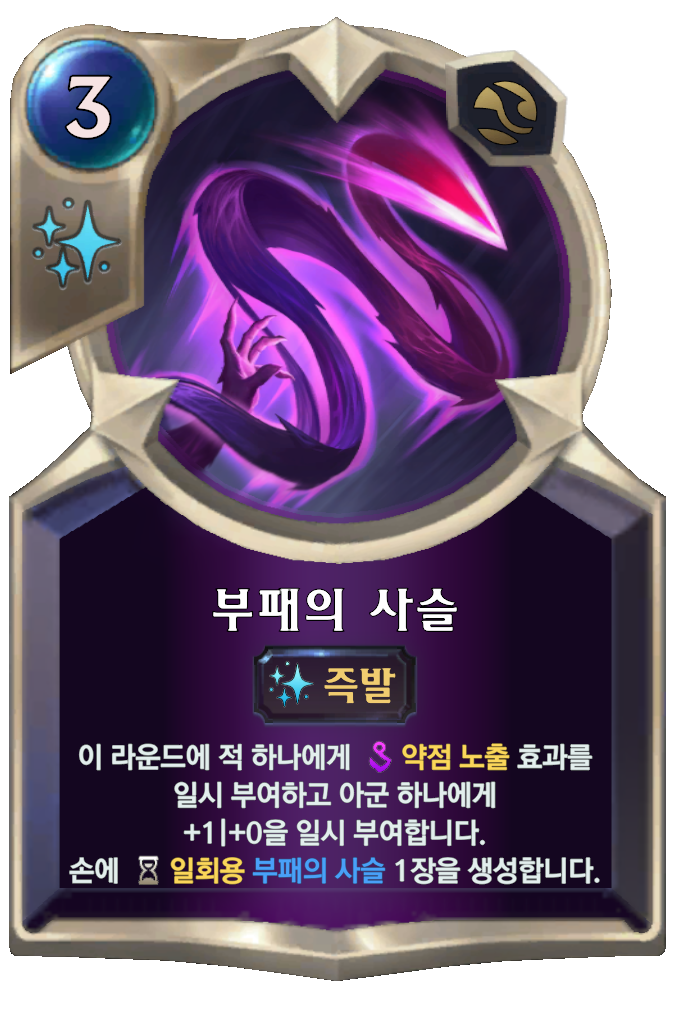 3
부패의 사슬
즉발
이 라운드에 적 하나에게 약점 노출 효과를
일시 부여하고 아군 하나에게
+1|+0을 일시 부여합니다.
손에 일회용 부패의 사슬 1장을 생성합니다.